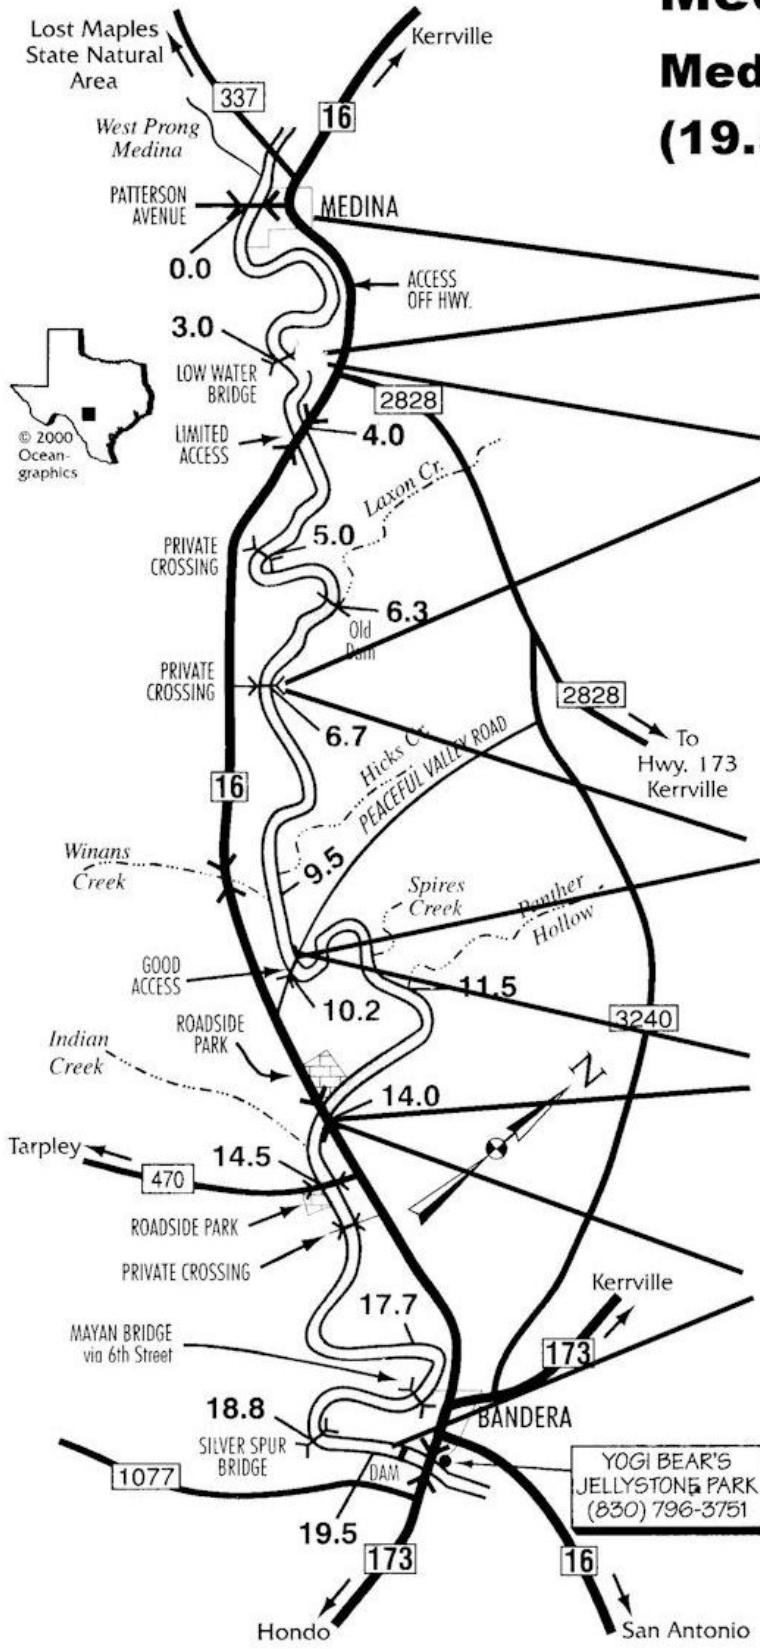 Lost Maples
State Natural
Area
Kerrville
Med
(19.
337
16
West Prong
Medina
PATTERSON
AVENUE
MEDINA
0.0
ACCESS
OFF HWY.
3.0
LOW WATER
BRIDGE
2828
© 2000
Ocean-
graphics
LIMITED
ACCESS
4.0
Laxon Cr.
PRIVATE
CROSSING
5.0
6.3
Old
Dam
PRIVATE
CROSSING
2828
6.7
To
Hwy. 173
Kerrville
Hicks Cr.
PEACEFUL VALLEY ROAD
16
Winans
Creek
9.5
Spires
Creek
Panther
Hollow
GOOD
ACCESS
11.5
10.2
3240
ROADSIDE
PARK
Indian
Creek
N
14.0
Tarpley
14.5
470
ROADSIDE PARK
PRIVATE CROSSING
Kerrville
17.7
MAYAN BRIDGE
via 6th Street
173
18.8
BANDERA
SILVER SPUR
BRIDGE
DAM
1077
YOGI BEAR'S
JELLYSTONE PARK
(830) 796-3751
19.5
173
16
Hondo
San Antonio